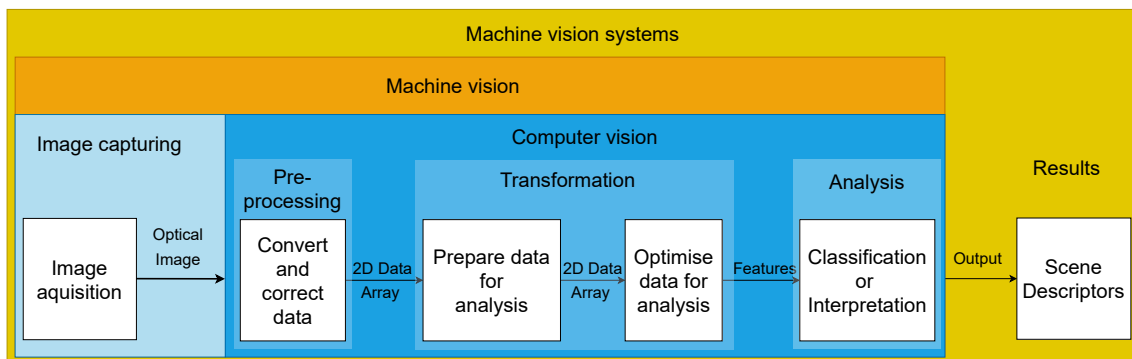 Machine vision systems
Machine vision
Image capturing
Computer vision
Pre-
processing
Transformation
Analysis
Results
Image
aquisition
Optical
Image
Convert
and
correct
data
2D Data
Array
Prepare data
for
analysis
2D Data
Array
Optimise
data for
analysis
Features
Classification
or
Interpretation
Output
Scene
Descriptors